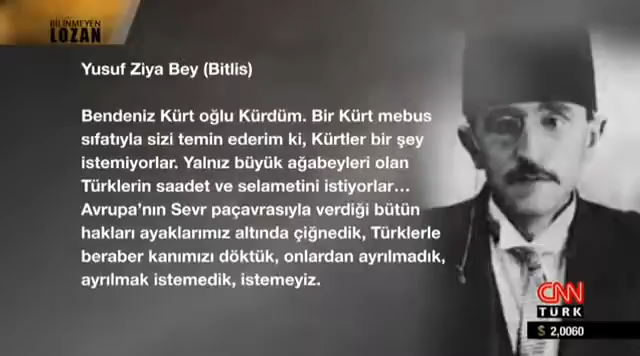 BİLİNMEYEN
LOZAN
Yusuf Ziya Bey (Bitlis)
Bendeniz Kürt oğlu Kürdüm. Bir Kürt mebus
sıfatıyla sizi temin ederim ki, Kürtler bir şey
istemiyorlar. Yalnız büyük ağabeyleri olan
Türklerin saadet ve selametini istiyorlar...
Avrupa'nın Sevr paçavrasıyla verdiği bütün
hakları ayaklarımız altında çiğnedik, Türklerle
beraber kanımızı döktük, onlardan ayrılmadık,
ayrılmak istemedik, istemeyiz.
CNN
TÜRK
$ 2,0060